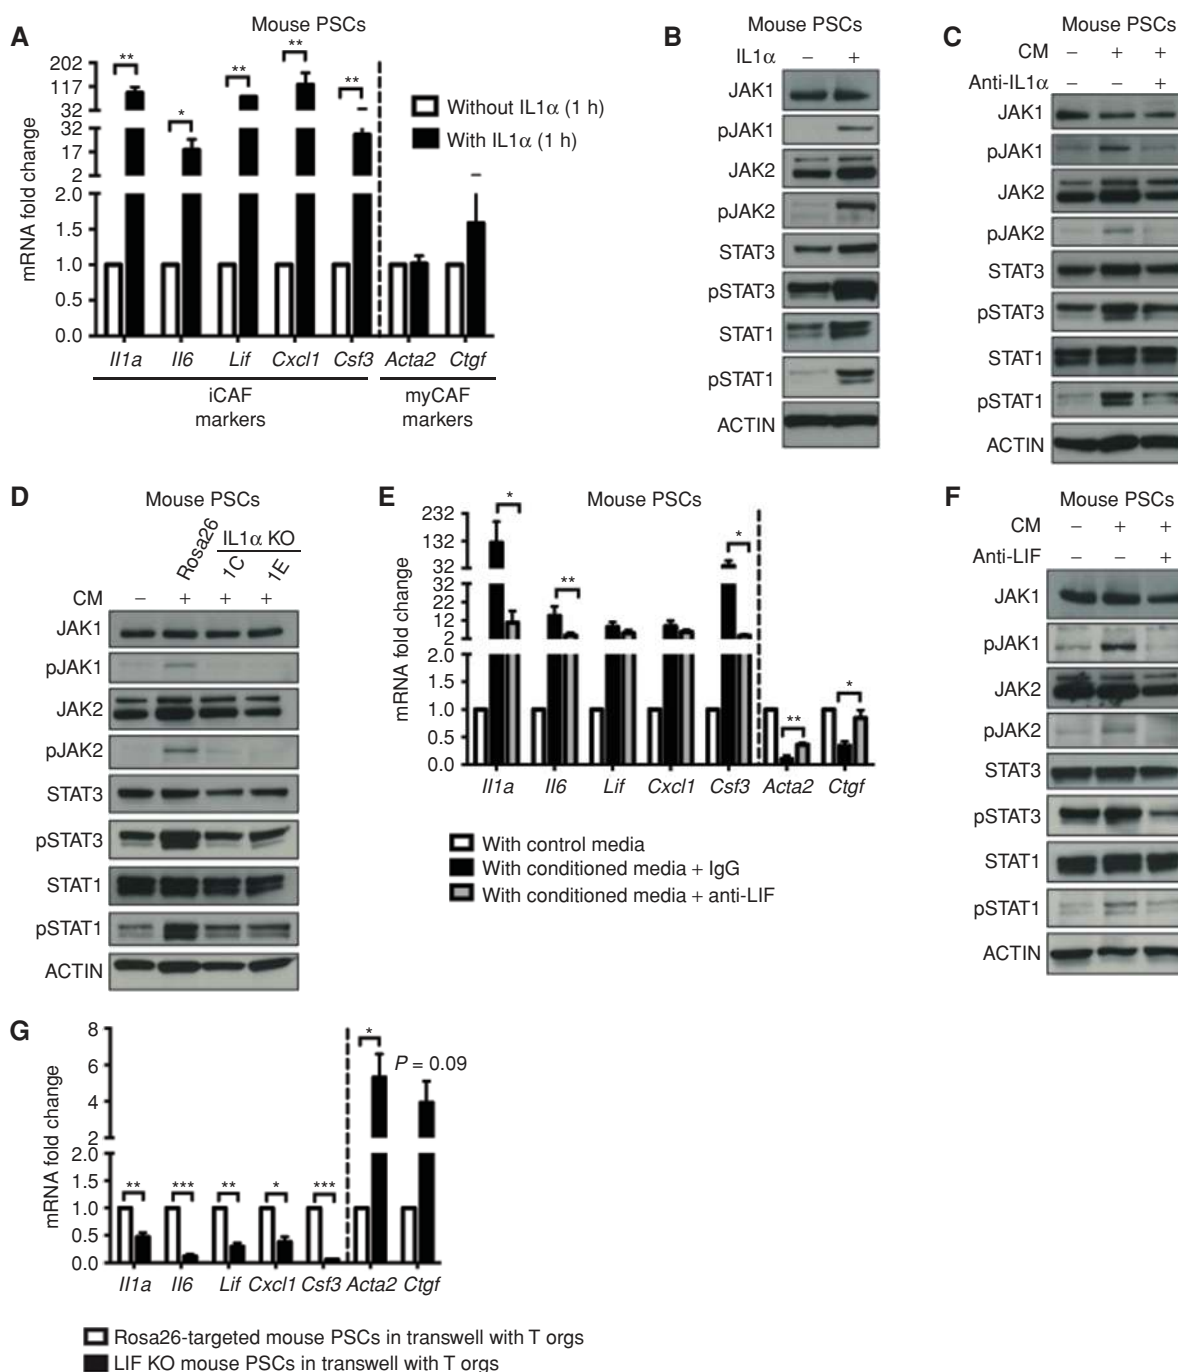 A
Mouse PSCs
mRNA fold change
202
117
32
32
17
2
2.0
1.5
1.0
0.5
0.0
** * ** ** **
Without IL1α (1 h)
With IL1α (1 h)
Il1a Il6 Lif Cxcl1 Csf3 Acta2 Ctgf
iCAF markers
myCAF markers
B
Mouse PSCs
IL1α – +
JAK1
pJAK1
JAK2
pJAK2
STAT3
pSTAT3
STAT1
pSTAT1
ACTIN
C
Mouse PSCs
CM – + +
Anti-IL1α – – +
JAK1
pJAK1
JAK2
pJAK2
STAT3
pSTAT3
STAT1
pSTAT1
ACTIN
D
Mouse PSCs
Rosa26
IL1α KO
1C 1E
CM – + + +
JAK1
pJAK1
JAK2
pJAK2
STAT3
pSTAT3
STAT1
pSTAT1
ACTIN
E
Mouse PSCs
mRNA fold change
232
132
32
32
22
12
2
2.0
1.5
1.0
0.5
0.0
* ** * ** *
Il1a Il6 Lif Cxcl1 Csf3 Acta2 Ctgf
With control media
With conditioned media + IgG
With conditioned media + anti-LIF
F
Mouse PSCs
CM – + +
Anti-LIF – – +
JAK1
pJAK1
JAK2
pJAK2
STAT3
pSTAT3
STAT1
pSTAT1
ACTIN
G
mRNA fold change
8
6
4
2
2.0
1.5
1.0
0.5
0.0
** *** ** * *** *
P = 0.09
Il1a Il6 Lif Cxcl1 Csf3 Acta2 Ctgf
Rosa26-targeted mouse PSCs in transwell with T orgs
LIF KO mouse PSCs in transwell with T orgs